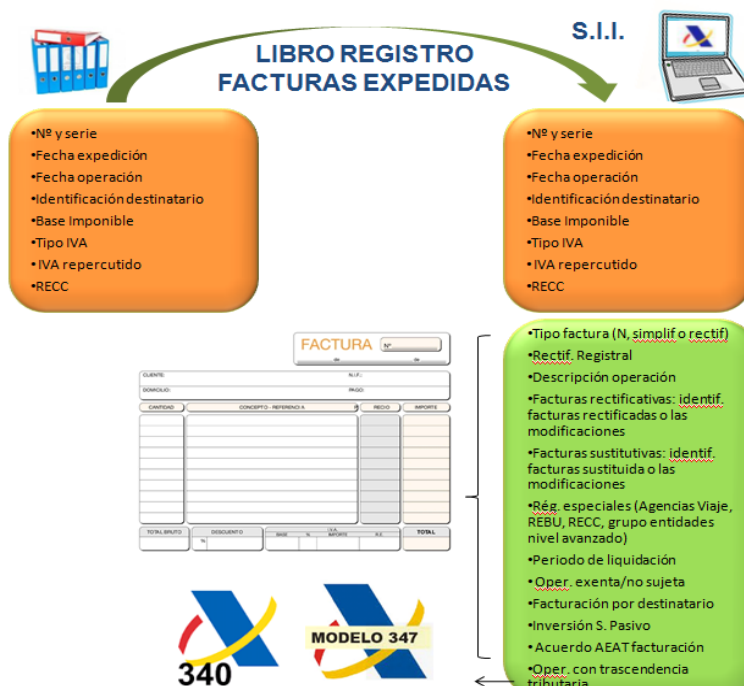 S.I.I.
LIBRO REGISTRO
FACTURAS EXPEDIDAS
•Nº y serie
•Fecha expedición
•Fecha operación
•Identificación destinatario
•Base Imponible
•Tipo IVA
•IVA repercutido
•RECC
•Nº y serie
•Fecha expedición
•Fecha operación
•Identificación destinatario
•Base Imponible
•Tipo IVA
•IVA repercutido
•RECC
FACTURA Nº
de de
CLIENTE: N.I.F.:
DOMICILIO: PAGO:
CANTIDAD CONCEPTO - REFERENCIA RECIO IMPORTE
TOTAL BRUTO DESCUENTO I.V.A. TOTAL
% BASE % IMPORTE R.E.
•Tipo factura (N, simplif o rectif)
•Rectif. Registral
•Descripción operación
•Facturas rectificativas: identif.
facturas rectificadas o las
modificaciones
•Facturas sustitutivas: identif.
facturas sustituida o las
modificaciones
•Rég. especiales (Agencias Viaje,
REBU, RECC, grupo entidades
nivel avanzado)
•Periodo de liquidación
•Oper. exenta/no sujeta
•Facturación por destinatario
•Inversión S. Pasivo
•Acuerdo AEAT facturación
•Oper. con trascendencia
tributaria
340
MODELO 347